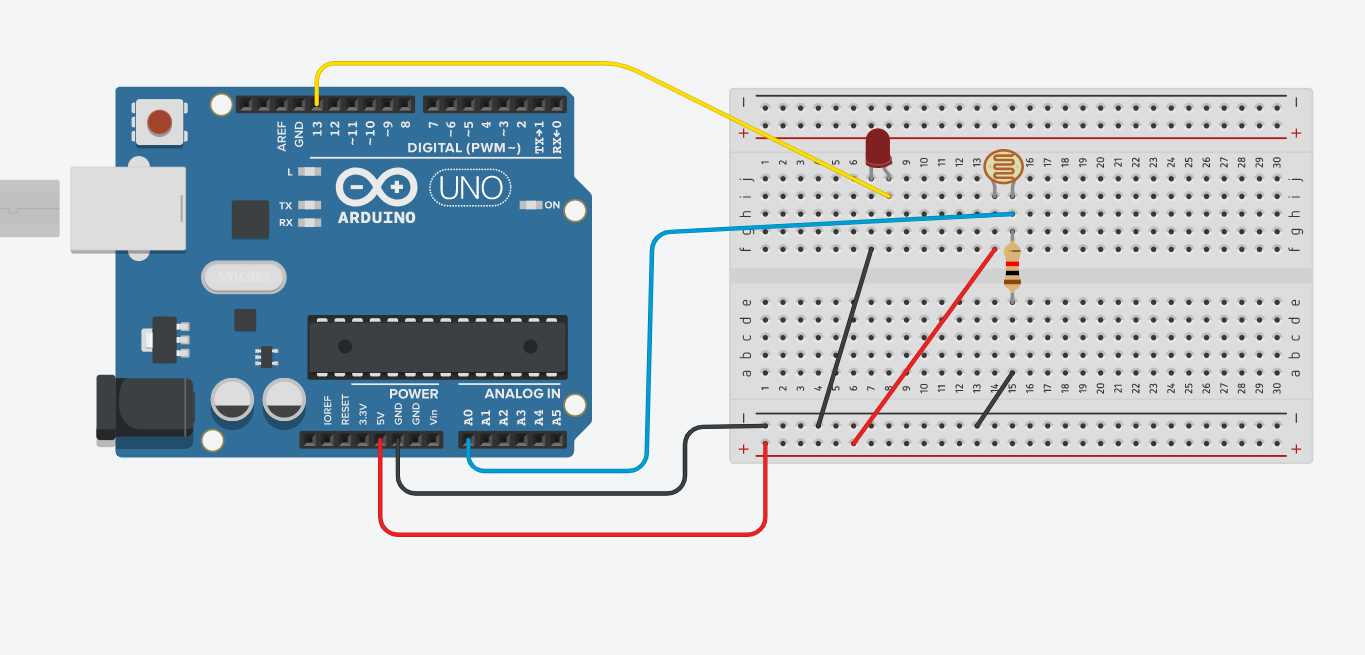 AREF
GND
13
12
~11
~10
~9
8
7
~6
~5
4
~3
2
TX→1
RX←0
DIGITAL (PWM ~)
L
TX
RX
UNO
ON
ARDUINO
POWER
ANALOG IN
IOREF
RESET
3.3V
5V
GND
GND
Vin
A0
A1
A2
A3
A4
A5
− −
+ +
1 2 3 4 5 6 7 8 9 10 11 12 13 14 15 16 17 18 19 20 21 22 23 24 25 26 27 28 29 30
j j
i i
h h
g g
f f
e e
d d
c c
b b
a a
1 2 3 4 5 6 7 8 9 10 11 12 13 14 15 16 17 18 19 20 21 22 23 24 25 26 27 28 29 30
− −
+ +